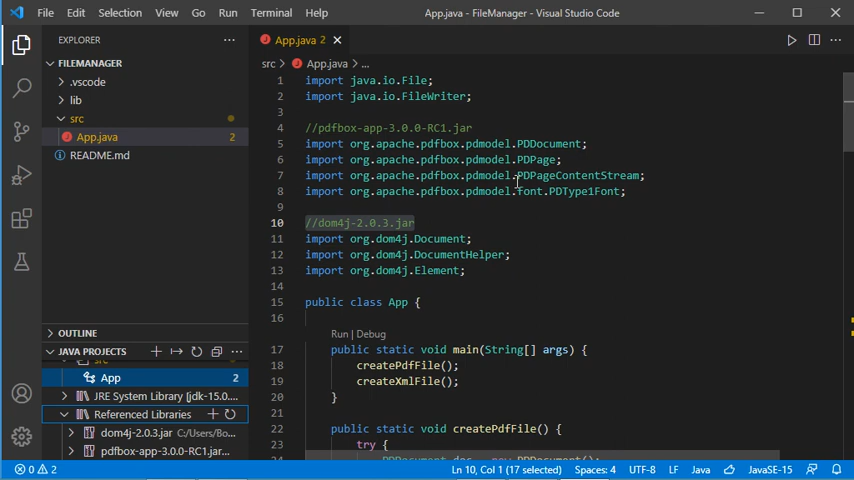 File Edit Selection View Go Run Terminal Help App.java - FileManager - Visual Studio Code
EXPLORER
FILEMANAGER
.vscode
lib
src
App.java 2
README.md
OUTLINE
JAVA PROJECTS
src
App 2
JRE System Library [jdk-15.0....
Referenced Libraries
dom4j-2.0.3.jar C:/Users/Bo...
pdfbox-app-3.0.0-RC1.jar...
App.java 2
src > App.java > ...
1 import java.io.File;
2 import java.io.FileWriter;
3
4 //pdfbox-app-3.0.0-RC1.jar
5 import org.apache.pdfbox.pdmodel.PDDocument;
6 import org.apache.pdfbox.pdmodel.PDPage;
7 import org.apache.pdfbox.pdmodel.PDPageContentStream;
8 import org.apache.pdfbox.pdmodel.font.PDType1Font;
9
10 //dom4j-2.0.3.jar
11 import org.dom4j.Document;
12 import org.dom4j.DocumentHelper;
13 import org.dom4j.Element;
14
15 public class App {
16
Run | Debug
17 public static void main(String[] args) {
18 createPdfFile();
19 createXmlFile();
20 }
21
22 public static void createPdfFile() {
23 try {
24 PDDocument doc = new PDDocument();
0 2 Ln 10, Col 1 (17 selected) Spaces: 4 UTF-8 LF Java JavaSE-15